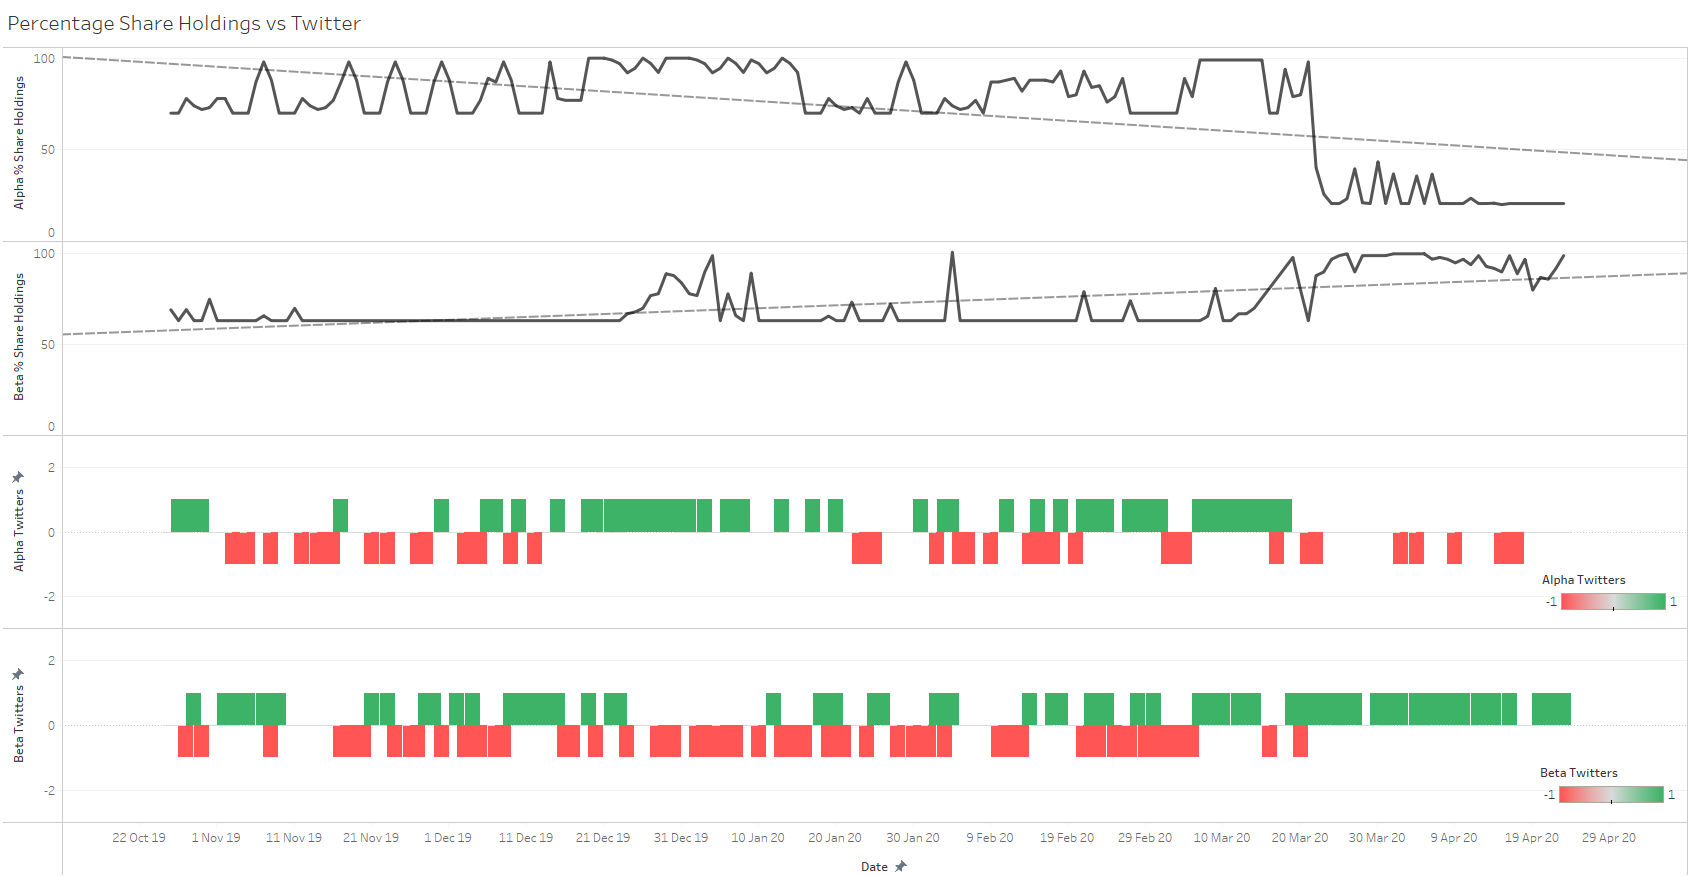 Percentage Share Holdings vs Twitter
Alpha % Share Holdings
100
50
0
Beta % Share Holdings
100
50
0
Alpha Twitters
2
0
-2
Alpha Twitters
-1 1
Beta Twitters
2
0
-2
Beta Twitters
-1 1
22 Oct 19 1 Nov 19 11 Nov 19 21 Nov 19 1 Dec 19 11 Dec 19 21 Dec 19 31 Dec 19 10 Jan 20 20 Jan 20 30 Jan 20 9 Feb 20 19 Feb 20 29 Feb 20 10 Mar 20 20 Mar 20 30 Mar 20 9 Apr 20 19 Apr 20 29 Apr 20
Date